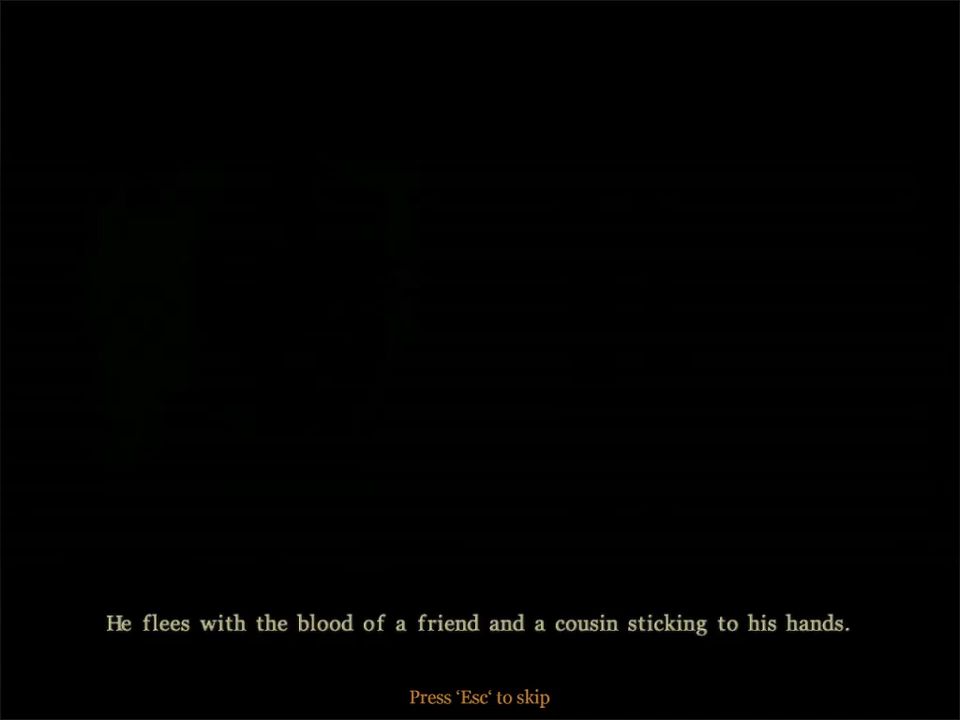 He flees with the blood of a friend and a cousin sticking to his hands.
Press ‘Esc‘ to skip